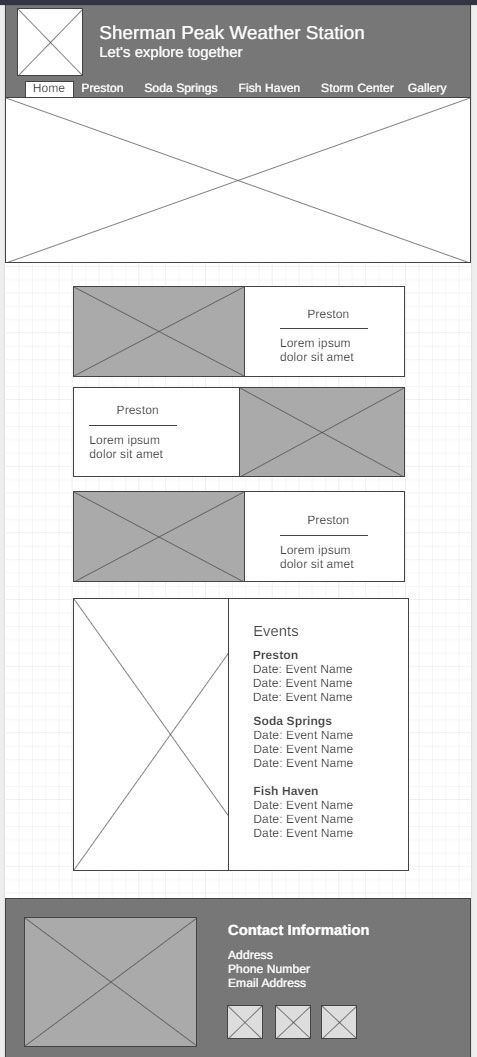 Sherman Peak Weather Station
Let's explore together
Home Preston Soda Springs Fish Haven Storm Center Gallery
Preston
Lorem ipsum
dolor sit amet
Preston
Lorem ipsum
dolor sit amet
Preston
Lorem ipsum
dolor sit amet
Events
Preston
Date: Event Name
Date: Event Name
Date: Event Name
Soda Springs
Date: Event Name
Date: Event Name
Date: Event Name
Fish Haven
Date: Event Name
Date: Event Name
Date: Event Name
Contact Information
Address
Phone Number
Email Address